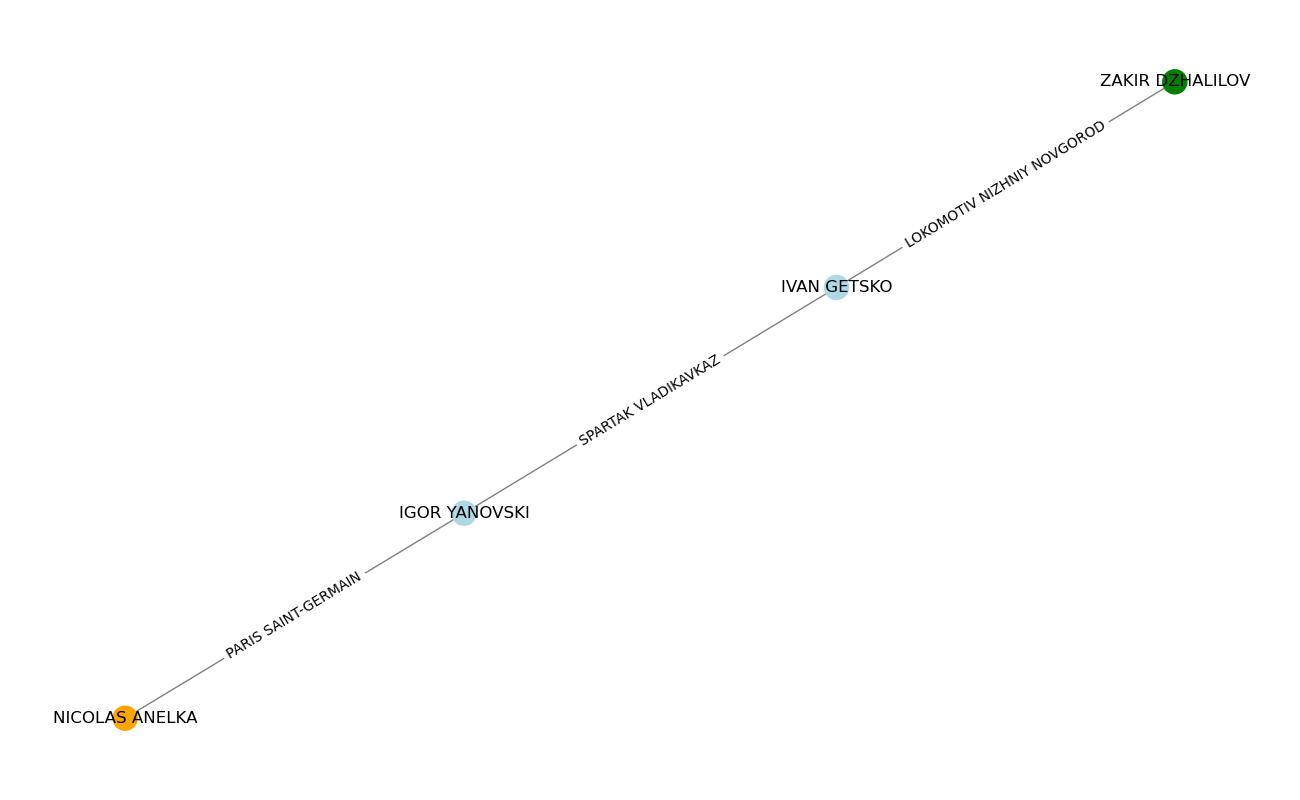 ZAKIR DZHALILOV
LOKOMOTIV NIZHNIY NOVGOROD
IVAN GETSKO
SPARTAK VLADIKAVKAZ
IGOR YANOVSKI
PARIS SAINT-GERMAIN
NICOLAS ANELKA